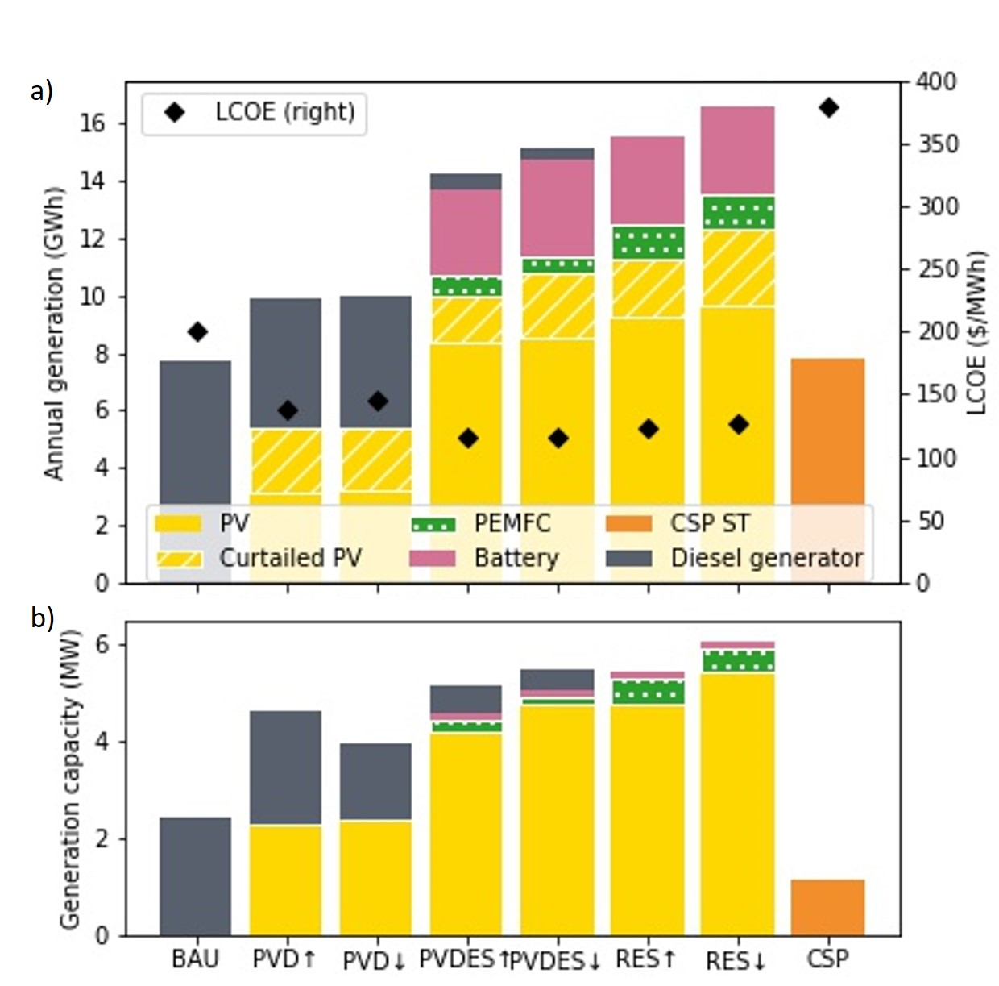 a)
LCOE (right)
Annual generation (GWh)
16
14
12
10
8
6
4
2
0
400
350
300
250
200
150
100
50
0
LCOE ($/MWh)
PV PEMFC CSP ST
Curtailed PV Battery Diesel generator
b)
Generation capacity (MW)
6
4
2
0
BAU PVD↑ PVD↓ PVDES↑ PVDES↓ RES↑ RES↓ CSP